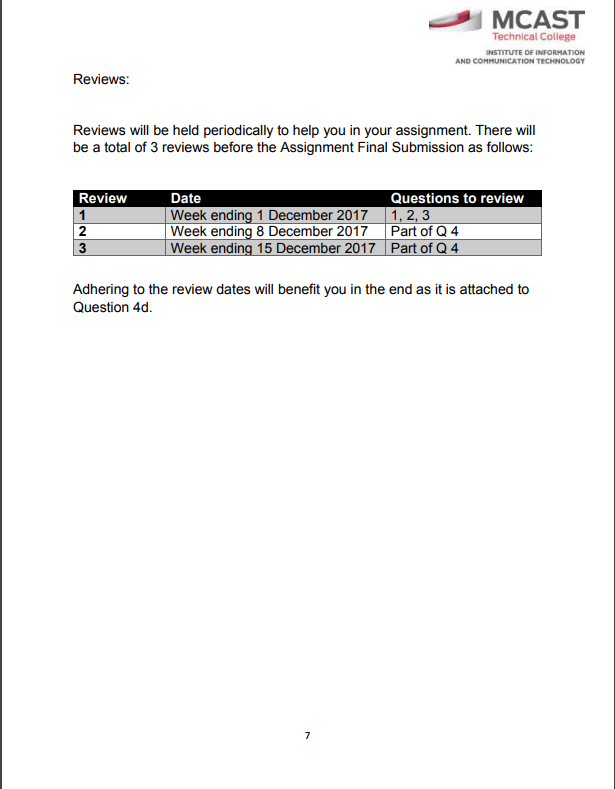 MCAST
Technical College
INSTITUTE OF INFORMATION
AND COMMUNICATION TECHNOLOGY
Reviews:
Reviews will be held periodically to help you in your assignment. There will
be a total of 3 reviews before the Assignment Final Submission as follows:
Review Date Questions to review
1 Week ending 1 December 2017 1, 2, 3
2 Week ending 8 December 2017 Part of Q 4
3 Week ending 15 December 2017 Part of Q 4
Adhering to the review dates will benefit you in the end as it is attached to
Question 4d.
7